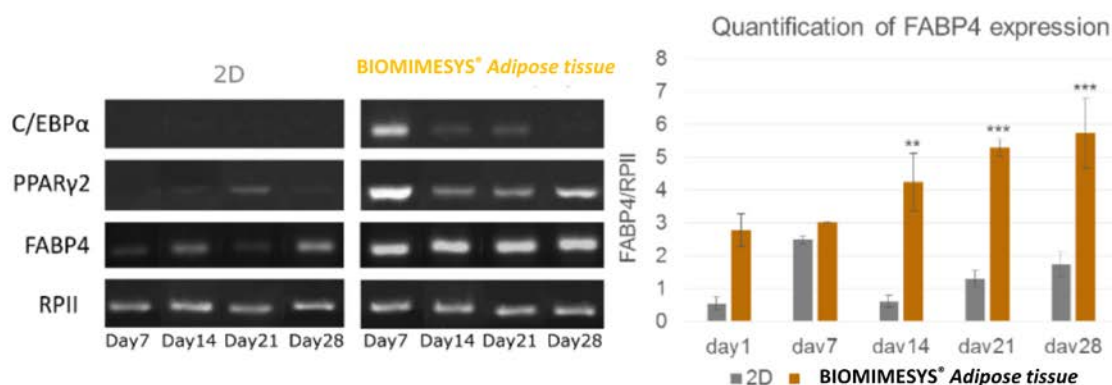 2D
BIOMIMESYS® Adipose tissue
C/EBPα
PPARγ2
FABP4
RPII
Day7 Day14 Day21 Day28
Day7 Day14 Day21 Day28
Quantification of FABP4 expression
FABP4/RPII
8
7
6
5
4
3
2
1
0
**
***
***
day1 day7 day14 day21 day28
2D BIOMIMESYS® Adipose tissue